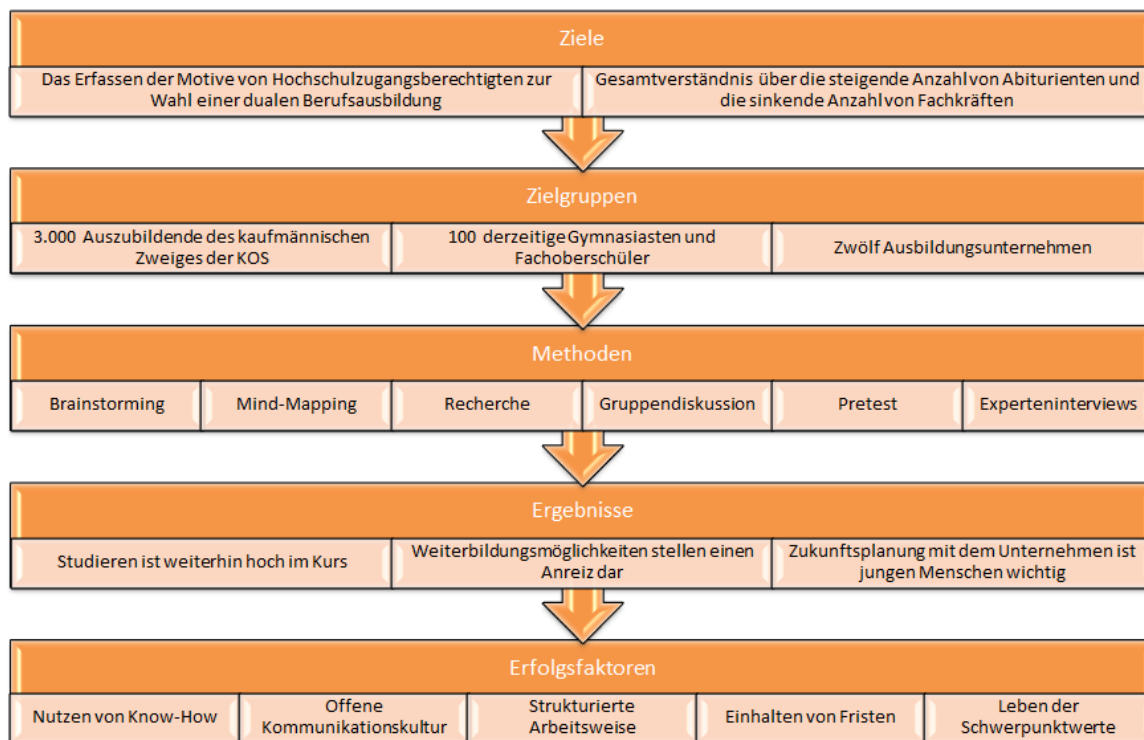 Ziele
Das Erfassen der Motive von Hochschulzugangsberechtigten zur
Wahl einer dualen Berufsausbildung
Gesamtverständnis über die steigende Anzahl von Abiturienten und
die sinkende Anzahl von Fachkräften
Zielgruppen
3.000 Auszubildende des kaufmännischen
Zweiges der KOS
100 derzeitige Gymnasiasten und
Fachoberschüler
Zwölf Ausbildungsunternehmen
Methoden
Brainstorming
Mind-Mapping
Recherche
Gruppendiskussion
Pretest
Experteninterviews
Ergebnisse
Studieren ist weiterhin hoch im Kurs
Weiterbildungsmöglichkeiten stellen einen
Anreiz dar
Zukunftsplanung mit dem Unternehmen ist
jungen Menschen wichtig
Erfolgsfaktoren
Nutzen von Know-How
Offene
Kommunikationskultur
Strukturierte
Arbeitsweise
Einhalten von Fristen
Leben der
Schwerpunktwerte